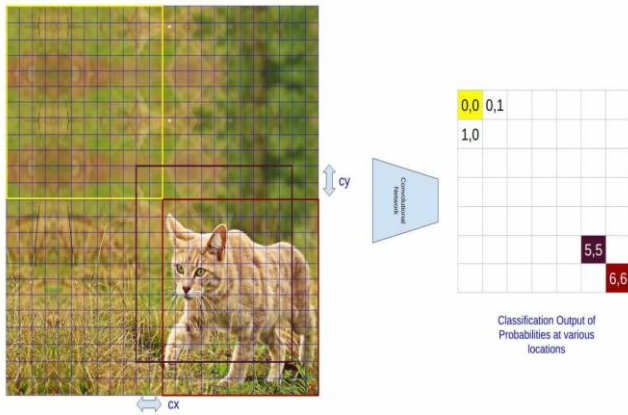 0,0 0,1
1,0
cy
Convolutional
Network
5,5
6,6
Classification Output of
Probabilities at various
locations
cx